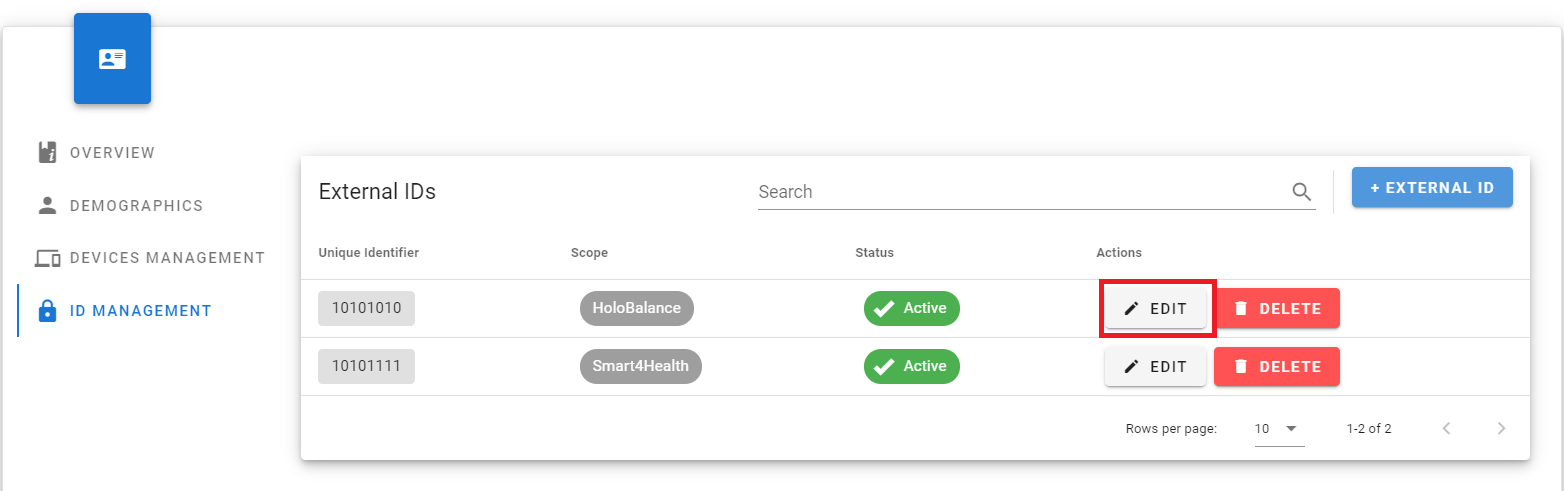 OVERVIEW
DEMOGRAPHICS
DEVICES MANAGEMENT
ID MANAGEMENT
External IDs Search + EXTERNAL ID
Unique Identifier Scope Status Actions
10101010 HoloBalance Active EDIT DELETE
10101111 Smart4Health Active EDIT DELETE
Rows per page: 10 1-2 of 2